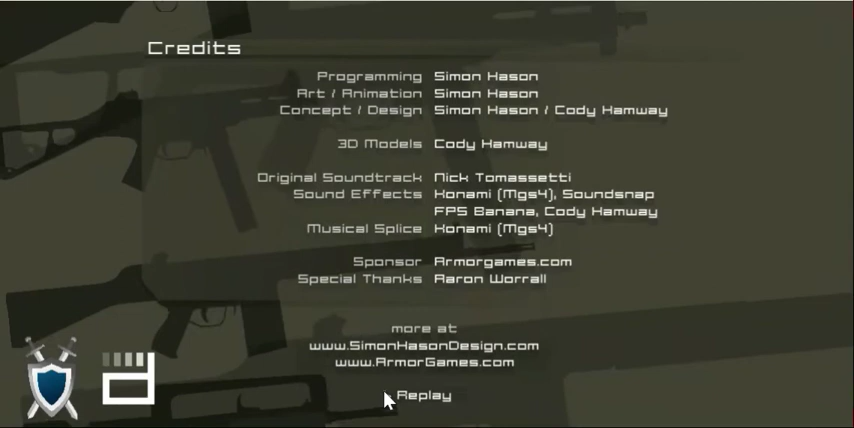 Credits
Programming Simon Hason
Art / Animation Simon Hason
Concept / Design Simon Hason / Cody Hamway
3D Models Cody Hamway
Original Soundtrack Nick Tomassetti
Sound Effects Konami (Mgs4), Soundsnap
FPS Banana, Cody Hamway
Musical Splice Konami (Mgs4)
Sponsor Armorgames.com
Special Thanks Aaron Worrall
more at
www.SimonHasonDesign.com
www.ArmorGames.com
Replay